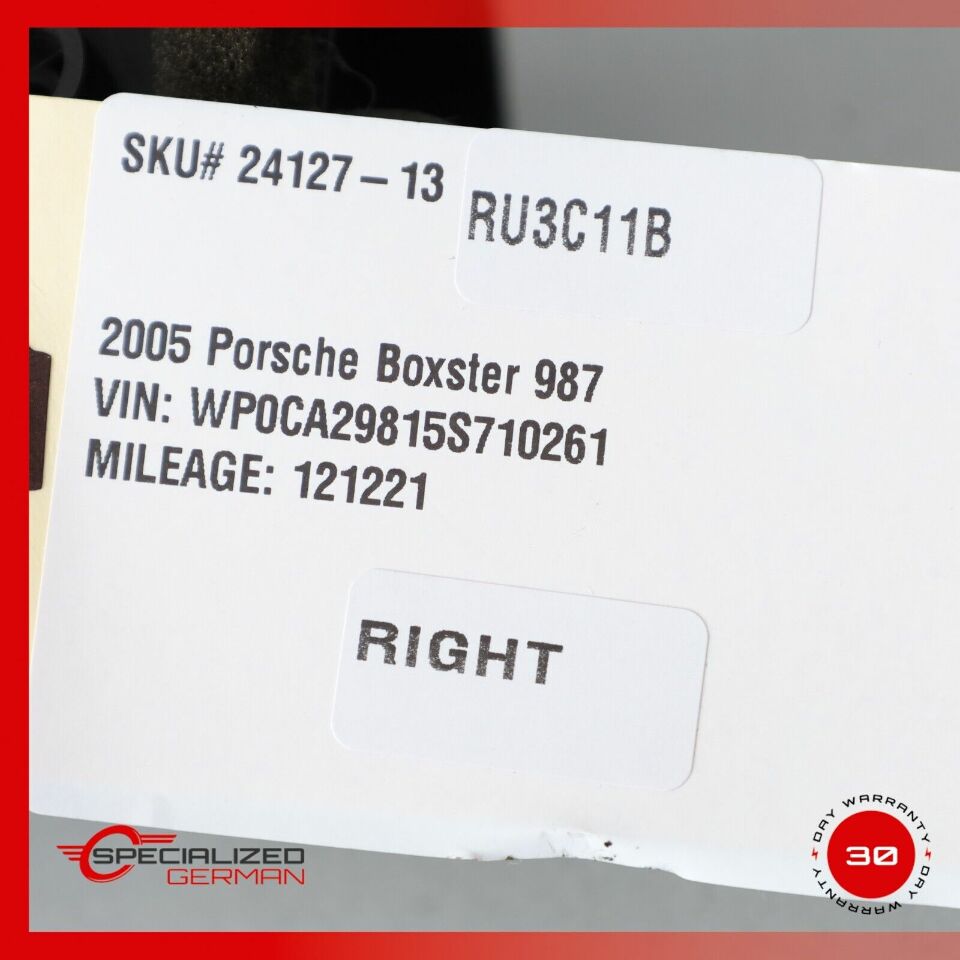 SKU# 24127-13
RU3C11B
2005 Porsche Boxster 987
VIN: WP0CA29815S710261
MILEAGE: 121221
RIGHT
SPECIALIZED
GERMAN
DAY WARRANTY
30
DAY WARRANTY